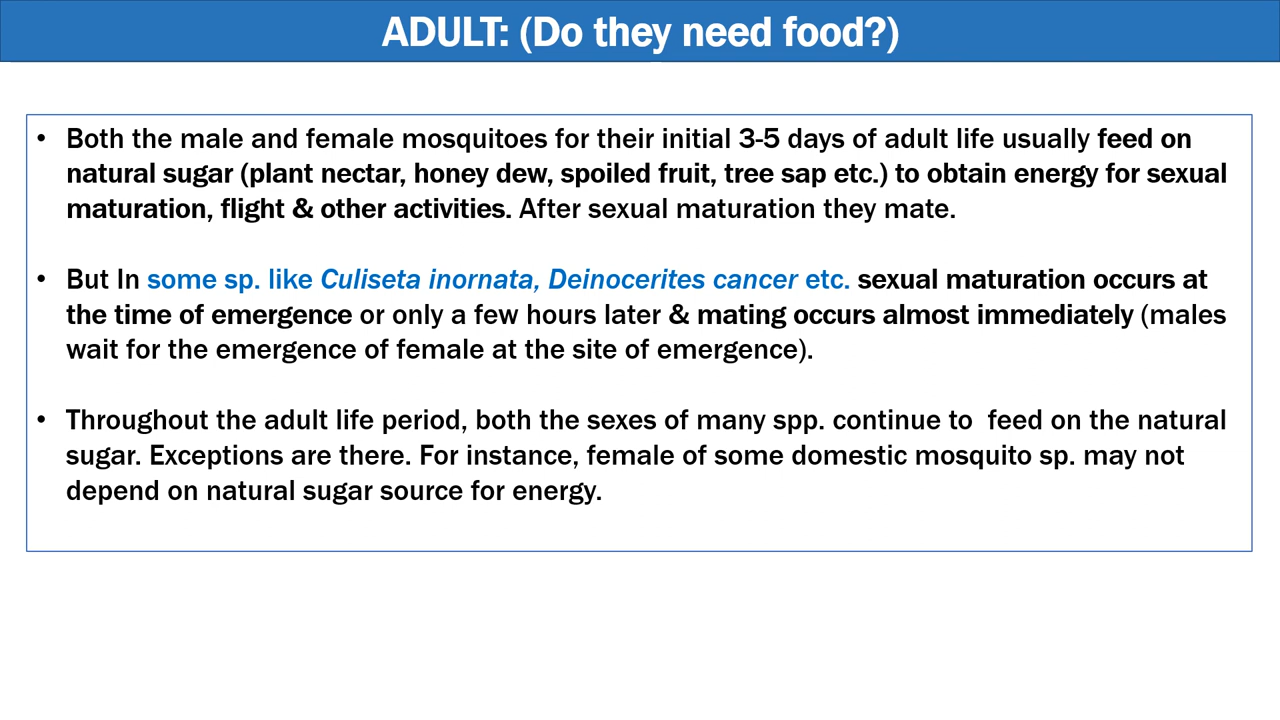 ADULT: (Do they need food?)
• Both the male and female mosquitoes for their initial 3-5 days of adult life usually feed on
natural sugar (plant nectar, honey dew, spoiled fruit, tree sap etc.) to obtain energy for sexual
maturation, flight & other activities. After sexual maturation they mate.
• But In some sp. like Culiseta inornata, Deinocerites cancer etc. sexual maturation occurs at
the time of emergence or only a few hours later & mating occurs almost immediately (males
wait for the emergence of female at the site of emergence).
• Throughout the adult life period, both the sexes of many spp. continue to  feed on the natural
sugar. Exceptions are there. For instance, female of some domestic mosquito sp. may not
depend on natural sugar source for energy.